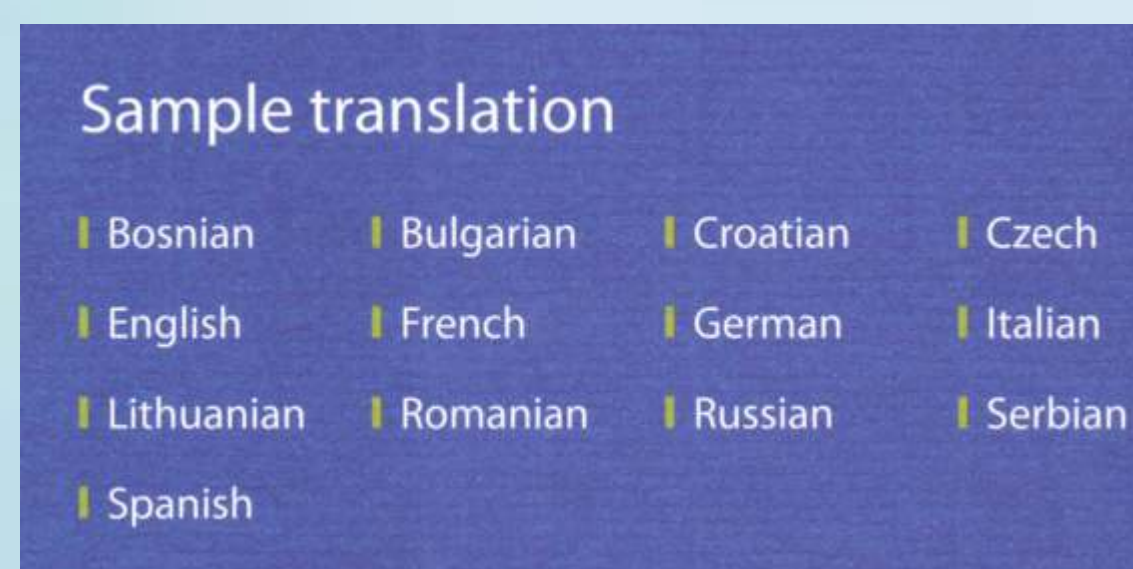 Sample translation
Bosnian Bulgarian Croatian Czech
English French German Italian
Lithuanian Romanian Russian Serbian
Spanish